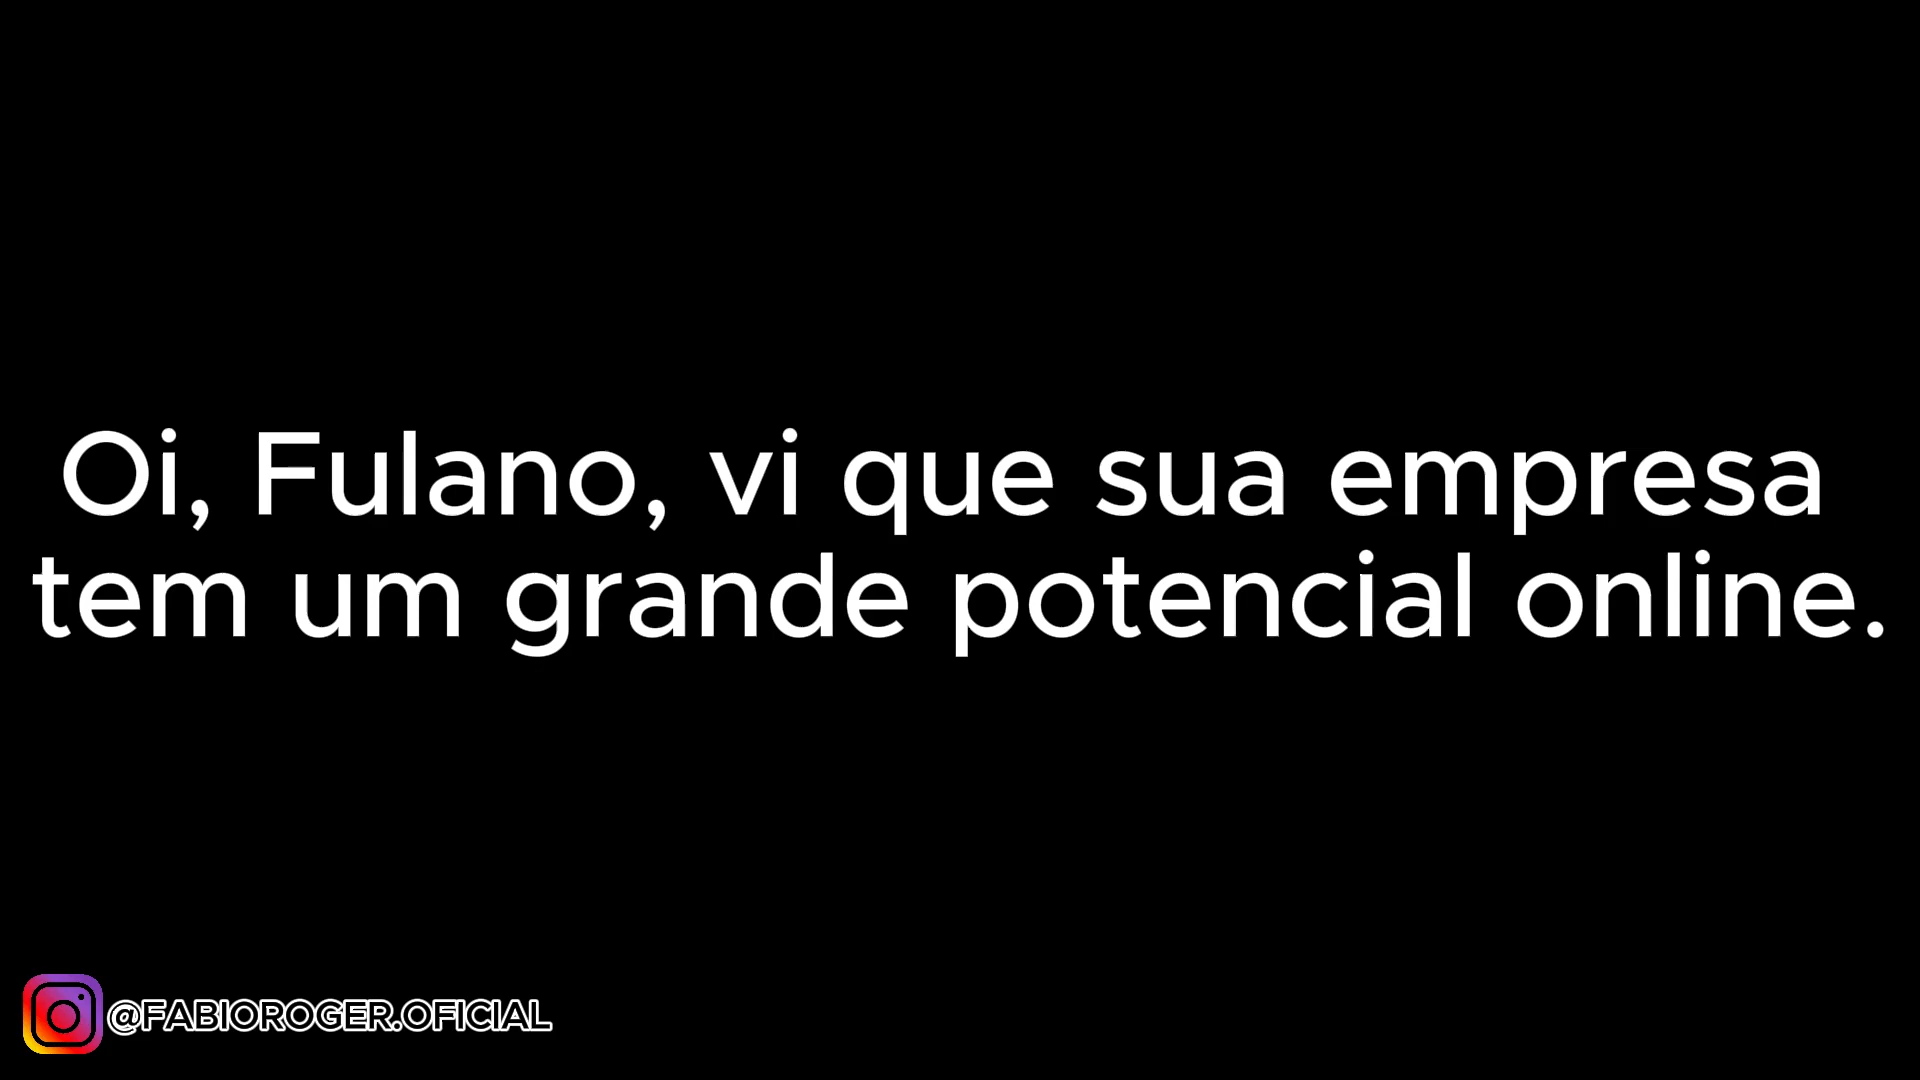 Oi, Fulano, vi que sua empresa
tem um grande potencial online.
@FABIOROGER.OFICIAL